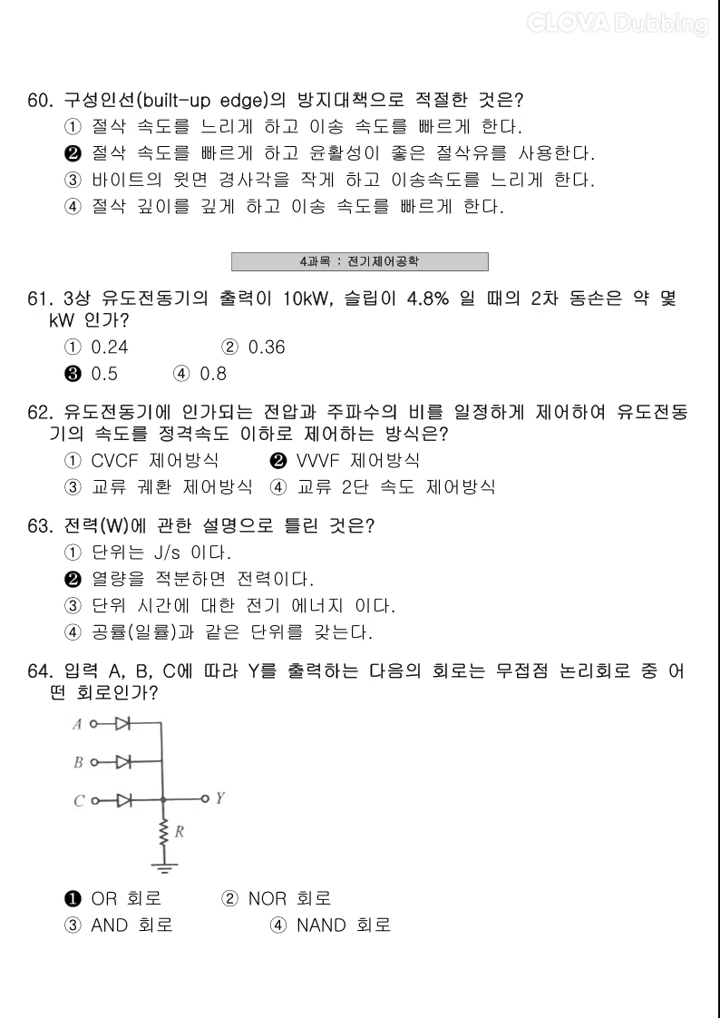 CLOVA Dubbing
60. 구성인선(built-up edge)의 방지대책으로 적절한 것은?
① 절삭 속도를 느리게 하고 이송 속도를 빠르게 한다.
❷ 절삭 속도를 빠르게 하고 윤활성이 좋은 절삭유를 사용한다.
③ 바이트의 윗면 경사각을 작게 하고 이송속도를 느리게 한다.
④ 절삭 깊이를 깊게 하고 이송 속도를 빠르게 한다.
4과목 : 전기제어공학
61. 3상 유도전동기의 출력이 10kW, 슬립이 4.8% 일 때의 2차 동손은 약 몇
kW 인가?
① 0.24 ② 0.36
❸ 0.5 ④ 0.8
62. 유도전동기에 인가되는 전압과 주파수의 비를 일정하게 제어하여 유도전동
기의 속도를 정격속도 이하로 제어하는 방식은?
① CVCF 제어방식 ❷ VVVF 제어방식
③ 교류 궤환 제어방식 ④ 교류 2단 속도 제어방식
63. 전력(W)에 관한 설명으로 틀린 것은?
① 단위는 J/s 이다.
❷ 열량을 적분하면 전력이다.
③ 단위 시간에 대한 전기 에너지 이다.
④ 공률(일률)과 같은 단위를 갖는다.
64. 입력 A, B, C에 따라 Y를 출력하는 다음의 회로는 무접점 논리회로 중 어
떤 회로인가?
A
B
C Y
R
❶ OR 회로 ② NOR 회로
③ AND 회로 ④ NAND 회로